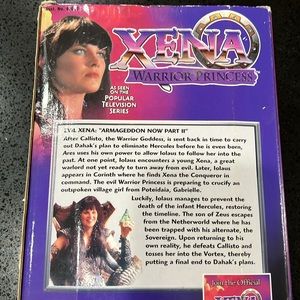 XENA
WARRIOR PRINCESS
AS SEEN
ON THE
POPULAR
TELEVISION
SERIES
XENA: "ARMAGEDDON NOW PART II"
After Callisto, the Warrior Goddess, is sent back in time to carry
out Dahak's plan to eliminate Hercules before he is even born,
Ares uses his own power to allow Iolaus to follow her into the
past. At one point, Iolaus encounters a young Xena, a great
warlord not yet ready to turn away from evil. Later, Iolaus
appears in Corinth where he finds Xena the Conqueror in
command. The evil Warrior Princess is preparing to crucify an
outspoken village girl from Poteidaia, Gabrielle.
Luckily, Iolaus manages to prevent the
death of the infant Hercules, restoring
the timeline. The son of Zeus escapes
from the Netherworld where he has
been trapped with his alternate, the
Sovereign. Upon returning to his
own reality, he defeats Callisto and
tosses her into the Vortex, thereby
putting a final end to Dahak's plans.
Join the Official